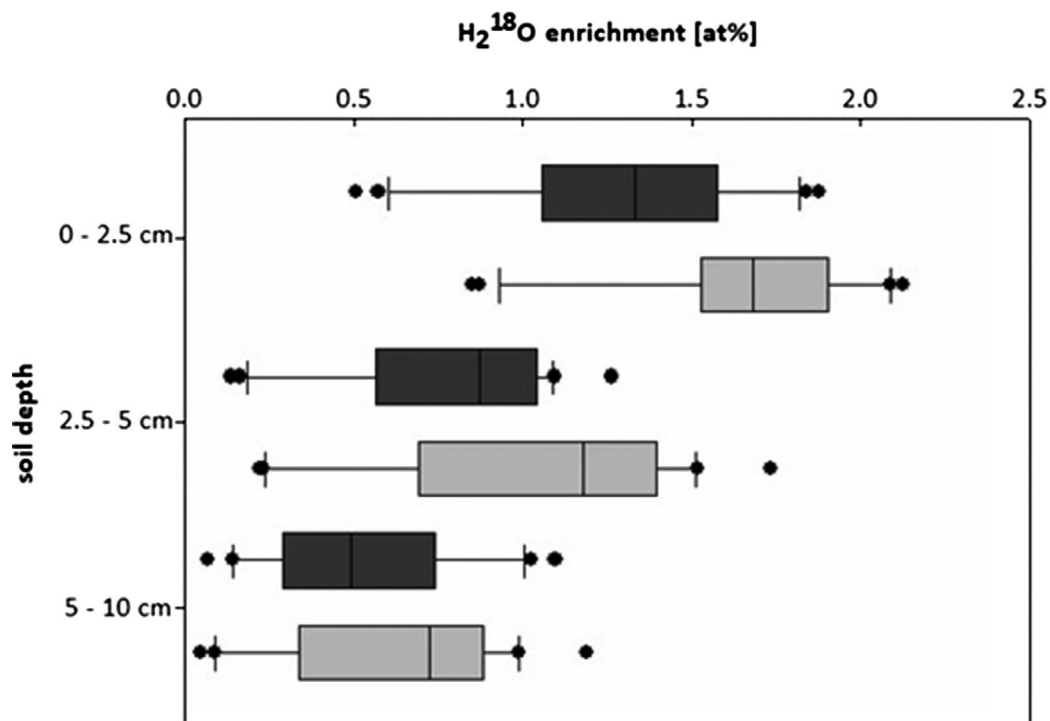 H₂¹⁸O enrichment [at%]
0.0 0.5 1.0 1.5 2.0 2.5
0 - 2.5 cm
2.5 - 5 cm
5 - 10 cm
soil depth